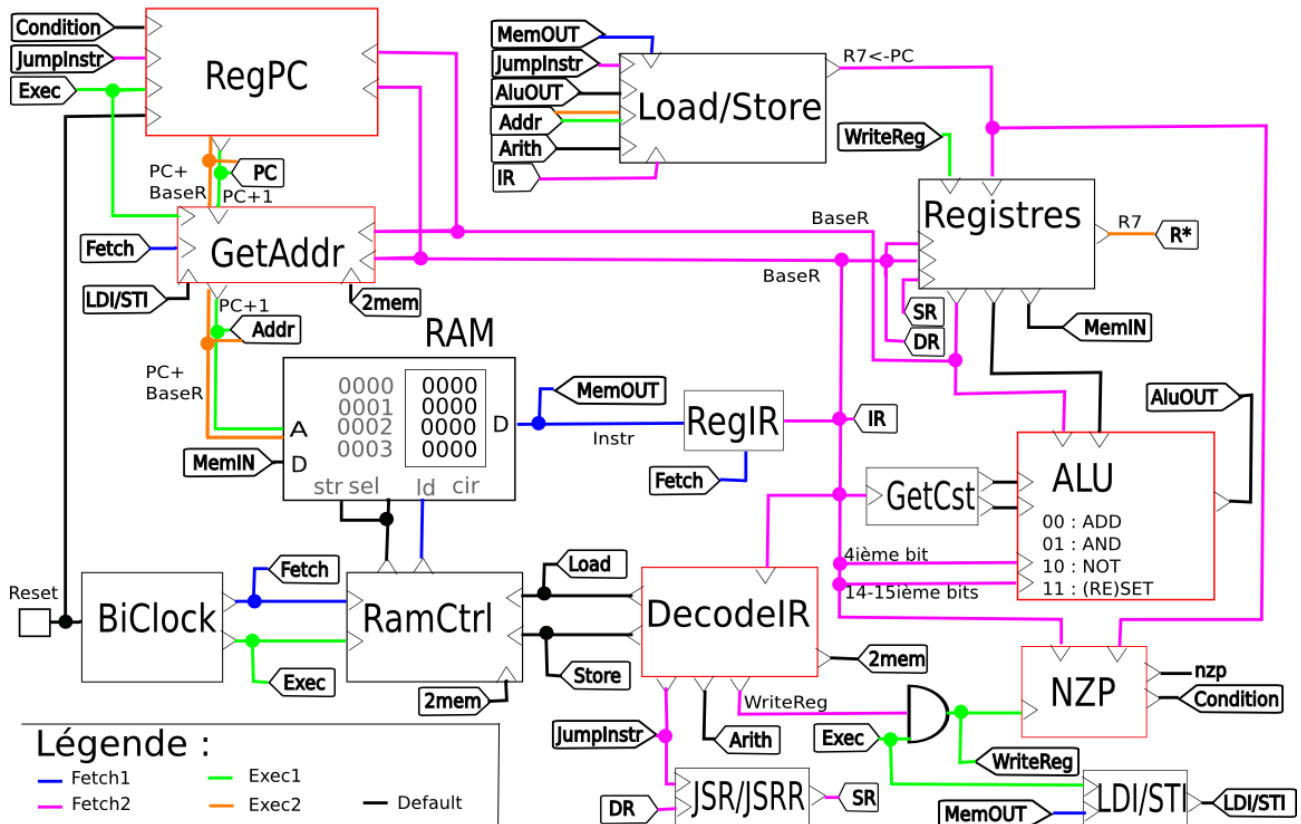 Condition
JumpInstr
Exec
RegPC
PC+
BaseR
PC
PC+1
Fetch
GetAddr
LDI/STI
2mem
PC+1
Addr
PC+
BaseR
MemOUT
JumpInstr
AluOUT
Addr
Arith
IR
Load/Store
R7<-PC
WriteReg
Registres
R7
R*
BaseR
BaseR
SR
DR
MemIN
RAM
0000 0000
0001 0000
0002 0000
0003 0000
A
D
D
str sel ld cir
MemIN
MemOUT
Instr
RegIR
Fetch
IR
GetCst
ALU
00 : ADD
01 : AND
10 : NOT
11 : (RE)SET
AluOUT
4ième bit
14-15ième bits
Reset
BiClock
Fetch
Exec
RamCtrl
2mem
Load
Store
DecodeIR
2mem
WriteReg
JumpInstr
Arith
Exec
NZP
nzp
Condition
WriteReg
DR
JSR/JSRR
SR
MemOUT
LDI/STI
LDI/STI
Légende :
Fetch1
Exec1
Fetch2
Exec2
Default